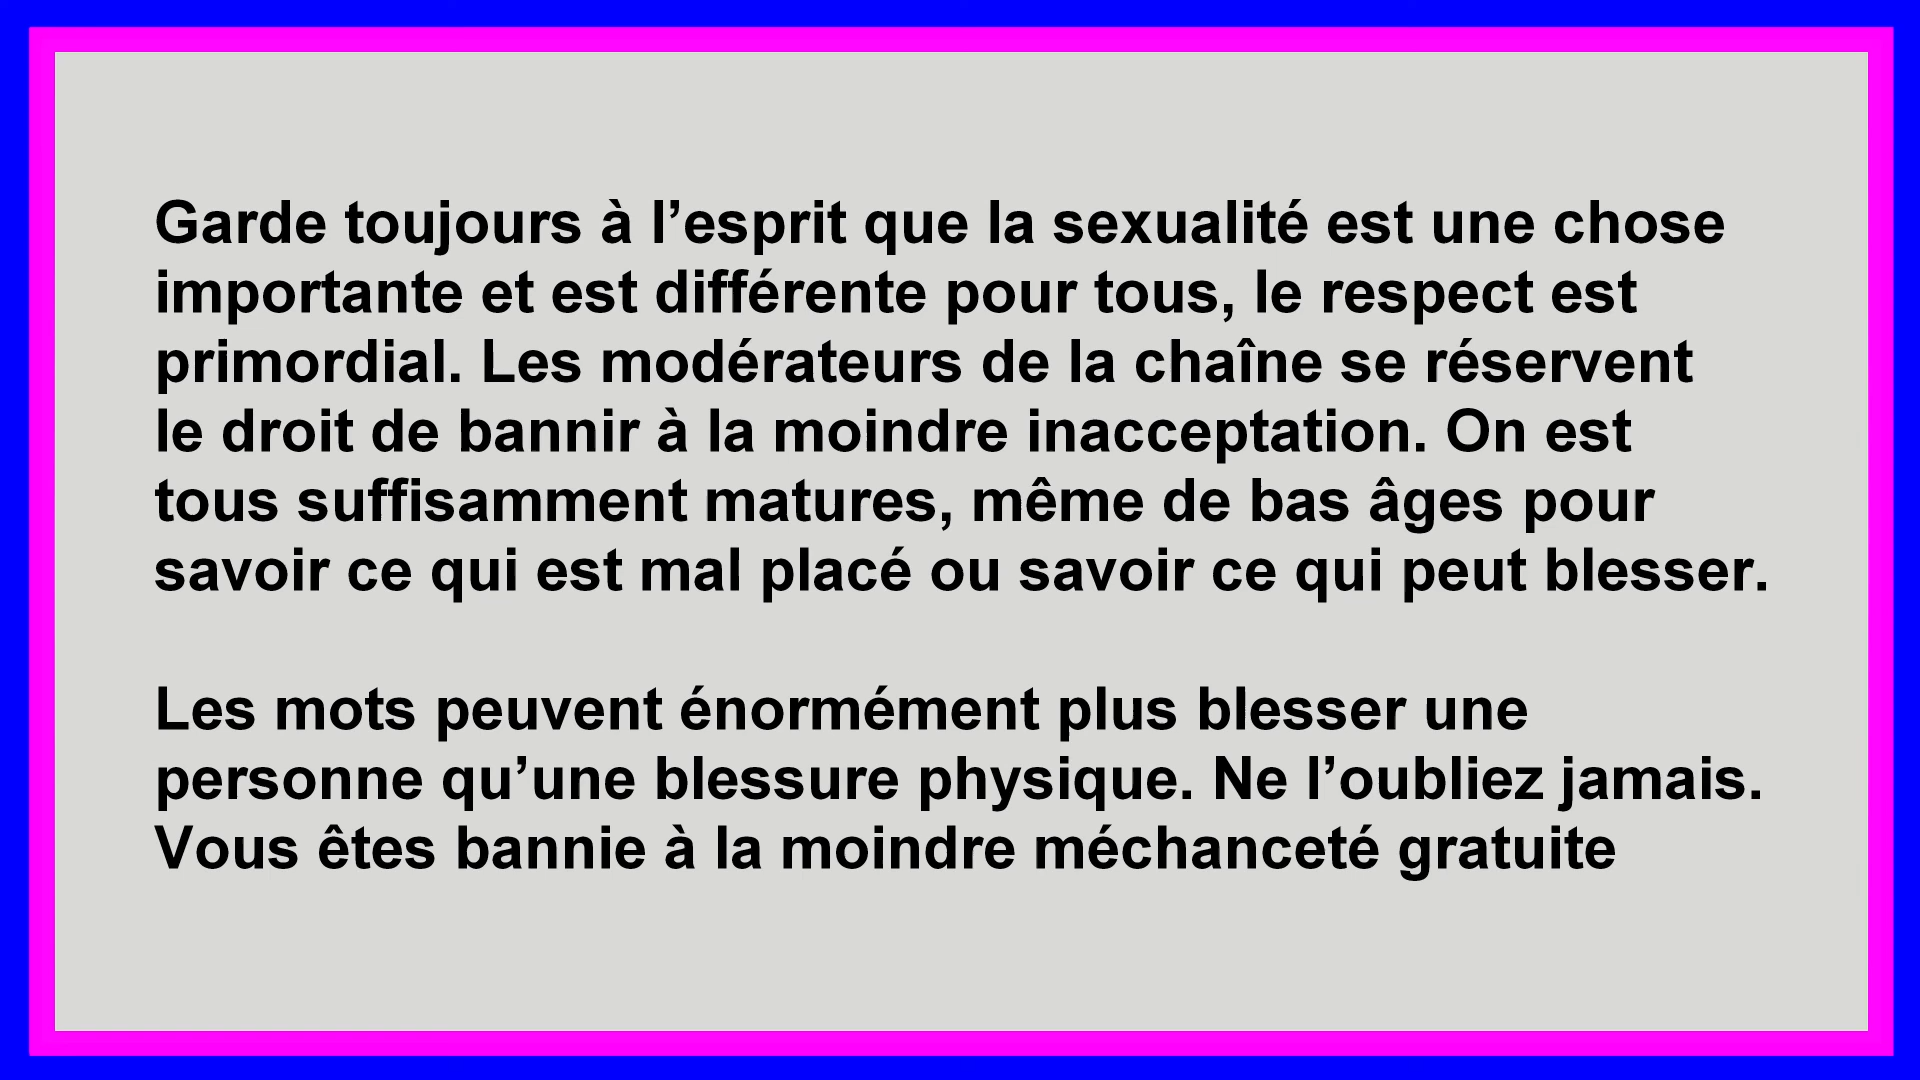 Garde toujours à l’esprit que la sexualité est une chose
importante et est différente pour tous, le respect est
primordial. Les modérateurs de la chaîne se réservent
le droit de bannir à la moindre inacceptation. On est
tous suffisamment matures, même de bas âges pour
savoir ce qui est mal placé ou savoir ce qui peut blesser.
Les mots peuvent énormément plus blesser une
personne qu’une blessure physique. Ne l’oubliez jamais.
Vous êtes bannie à la moindre méchanceté gratuite